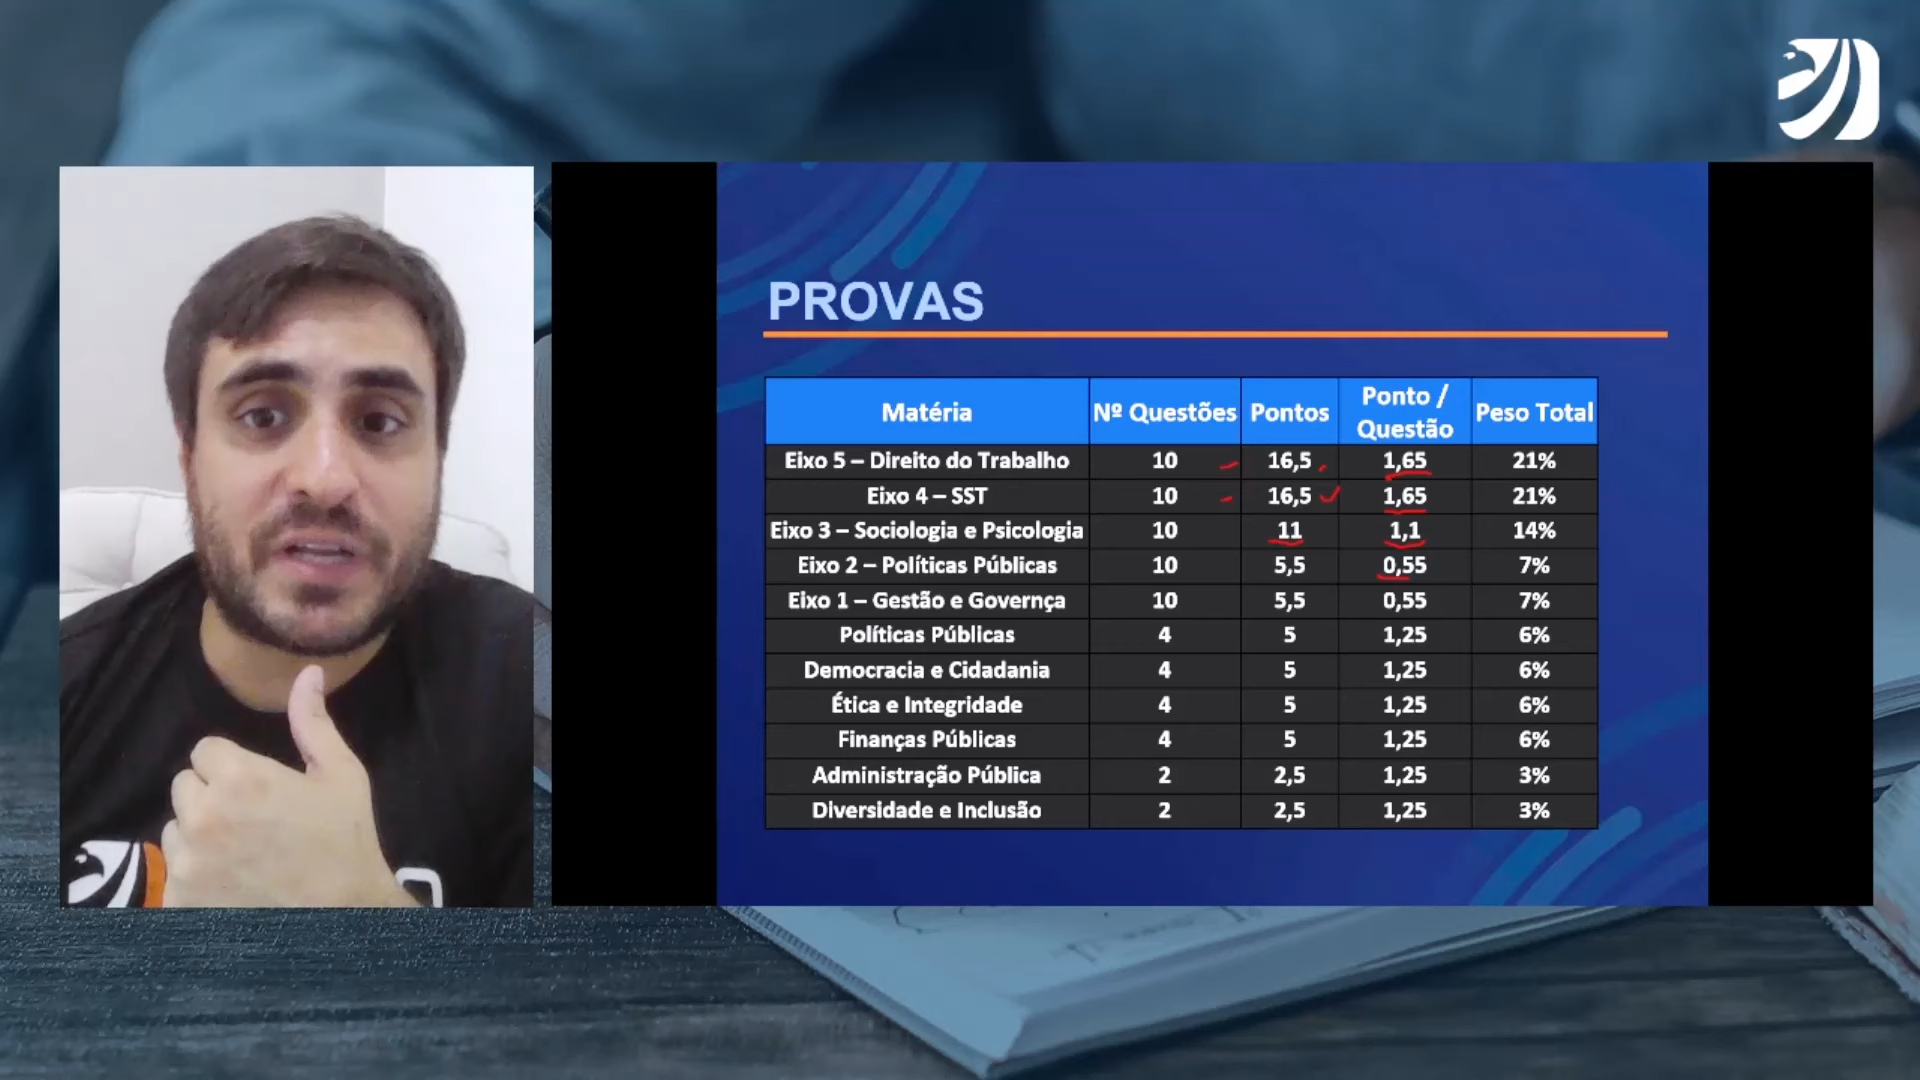 PROVAS
Matéria Nº Questões Pontos Ponto / Questão Peso Total
Eixo 5 – Direito do Trabalho 10 16,5 1,65 21%
Eixo 4 – SST 10 16,5 1,65 21%
Eixo 3 – Sociologia e Psicologia 10 11 1,1 14%
Eixo 2 – Políticas Públicas 10 5,5 0,55 7%
Eixo 1 – Gestão e Governça 10 5,5 0,55 7%
Políticas Públicas 4 5 1,25 6%
Democracia e Cidadania 4 5 1,25 6%
Ética e Integridade 4 5 1,25 6%
Finanças Públicas 4 5 1,25 6%
Administração Pública 2 2,5 1,25 3%
Diversidade e Inclusão 2 2,5 1,25 3%